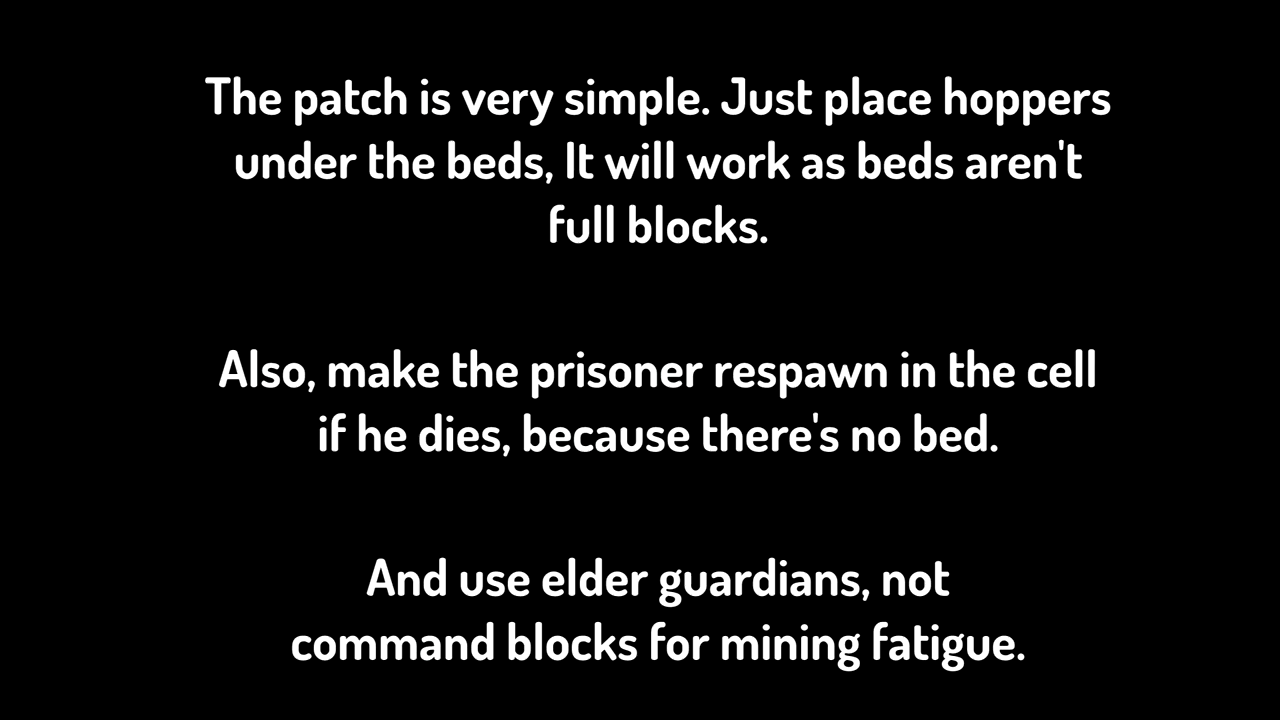 The patch is very simple. Just place hoppers
under the beds, It will work as beds aren't
full blocks.
Also, make the prisoner respawn in the cell
if he dies, because there's no bed.
And use elder guardians, not
command blocks for mining fatigue.